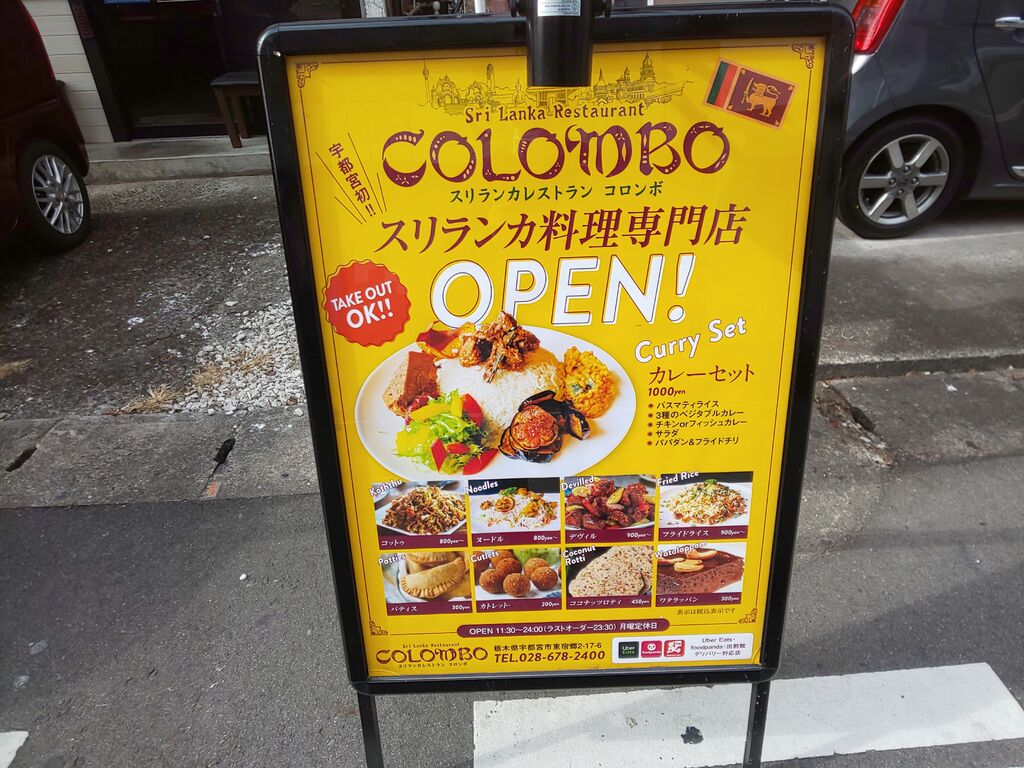 Sri Lanka Restaurant
COLOMBO
宇都宮初!!
スリランカレストラン コロンボ
スリランカ料理専門店
TAKE OUT
OK!!
OPEN!
Curry Set
カレーセット
1000yen
バスマティライス
3種のベジタブルカレー
チキンorフィッシュカレー
サラダ
パパダン&フライドチリ
Koththu
コットゥ 800yen〜
Noodles
ヌードル 800yen〜
Devilled
デヴィル 900yen〜
Fried Rice
フライドライス 900yen〜
Patties
パティス 300yen
Cutlets
カトレット 200yen
Coconut
Rotti
ココナッツロティ 450yen
Watalappan
ワタラッパン 300yen
表示は税込表示です
OPEN 11:30〜24:00(ラストオーダー23:30) 月曜定休日
Sri Lanka Restaurant
COLOMBO
スリランカレストラン コロンボ
栃木県宇都宮市東宿郷2-17-6
TEL.028-678-2400
Uber
Eats
foodpanda
Uber Eats・
foodpanda・出前館
デリバリー対応店